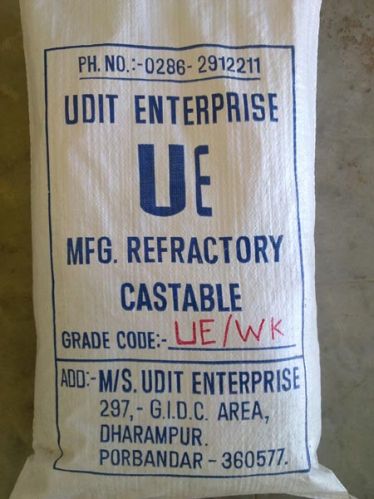 PH. NO.:-0286- 2912211
UDIT ENTERPRISE
UE
MFG. REFRACTORY
CASTABLE
GRADE CODE:- UE/WK
ADD:- M/S. UDIT ENTERPRISE
297,- G.I.D.C. AREA,
DHARAMPUR.
PORBANDAR - 360577.